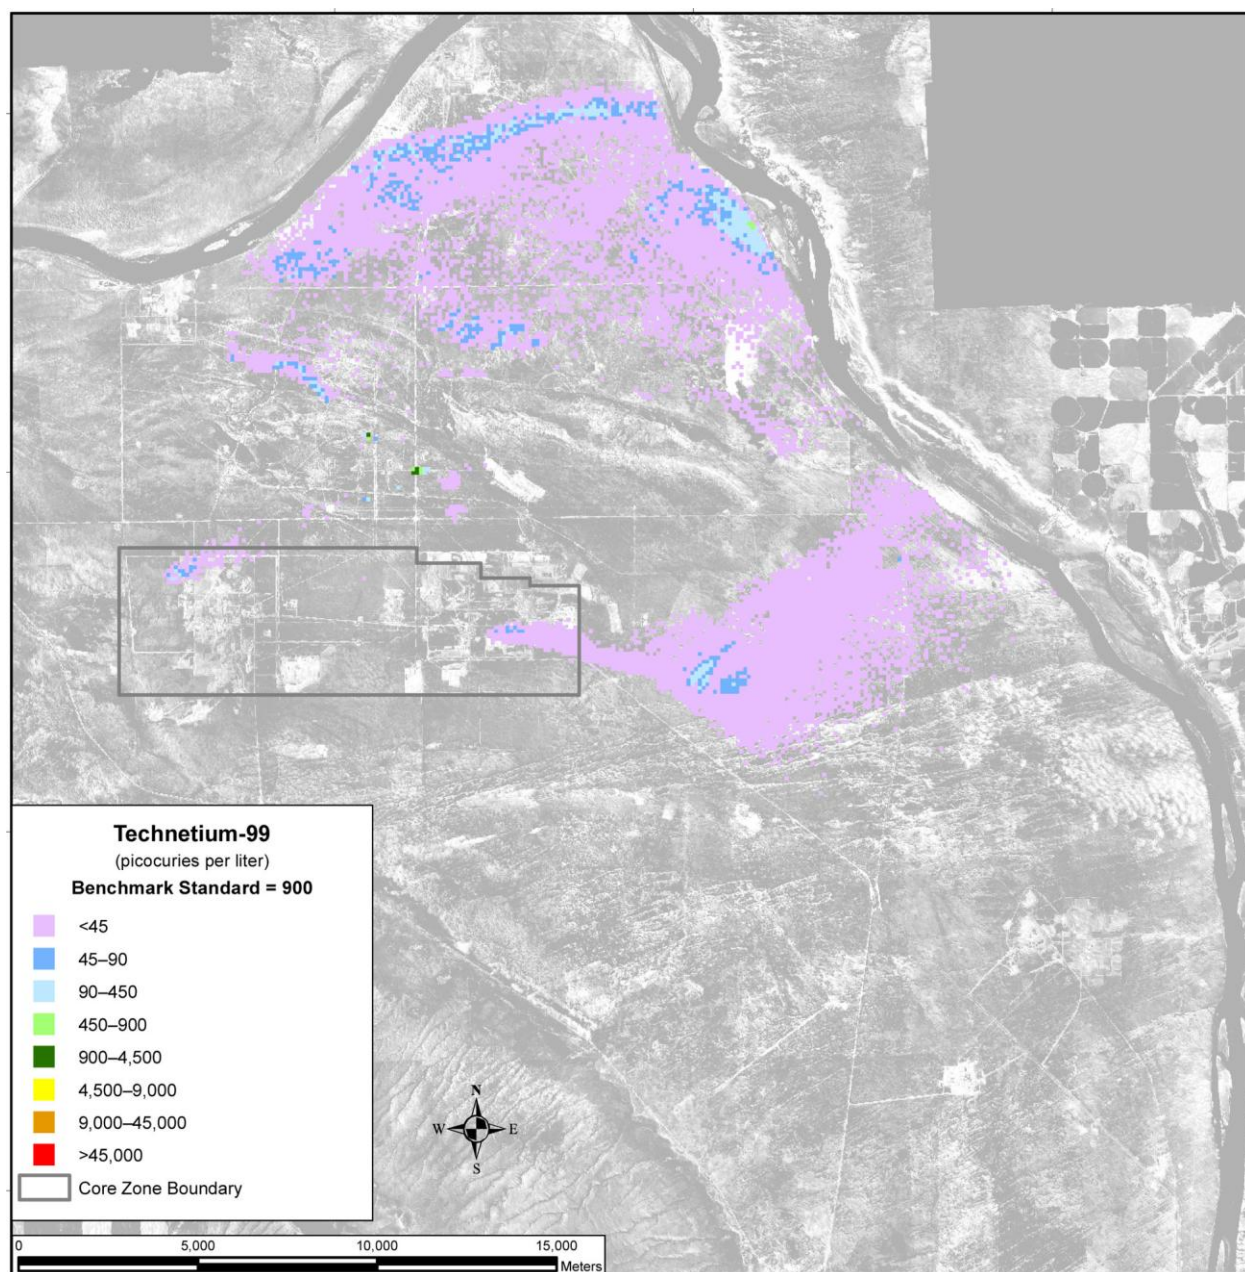 Technetium-99
(picocuries per liter)
Benchmark Standard = 900
<45
45–90
90–450
450–900
900–4,500
4,500–9,000
9,000–45,000
>45,000
Core Zone Boundary
N
W E
S
0 5,000 10,000 15,000
Meters